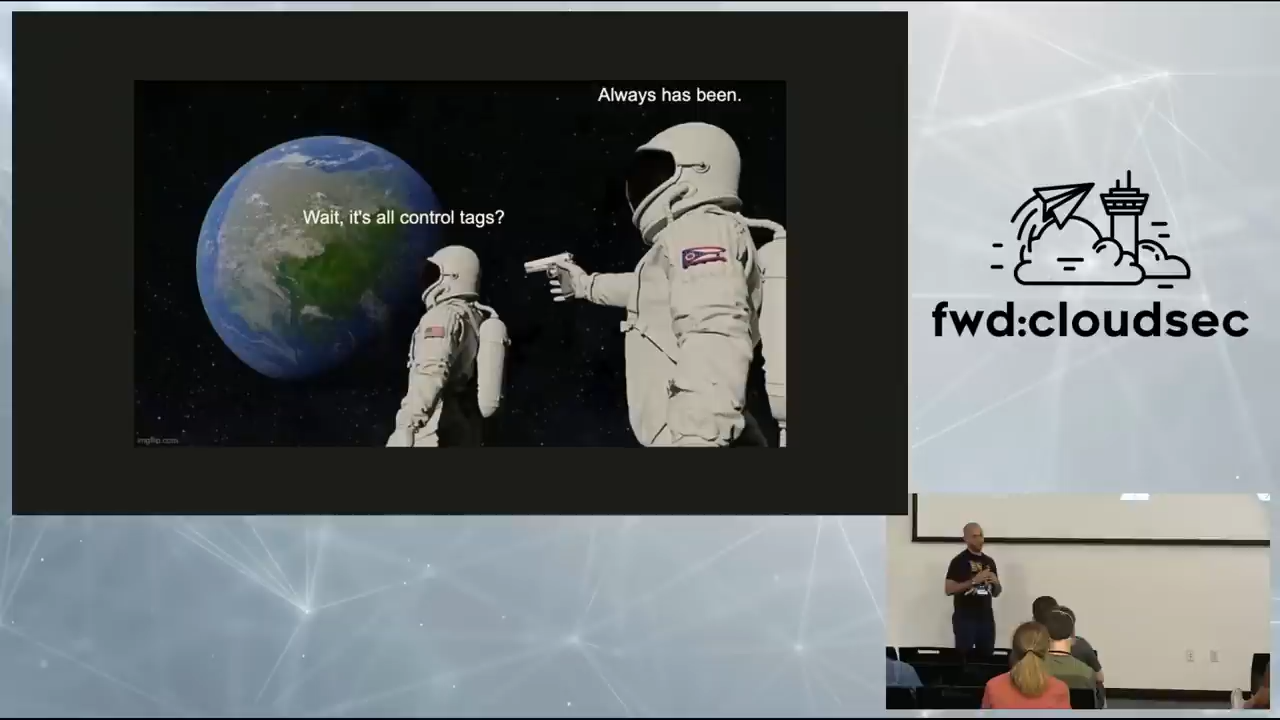 Always has been.
Wait, it's all control tags?
imgflip.com
fwd:cloudsec